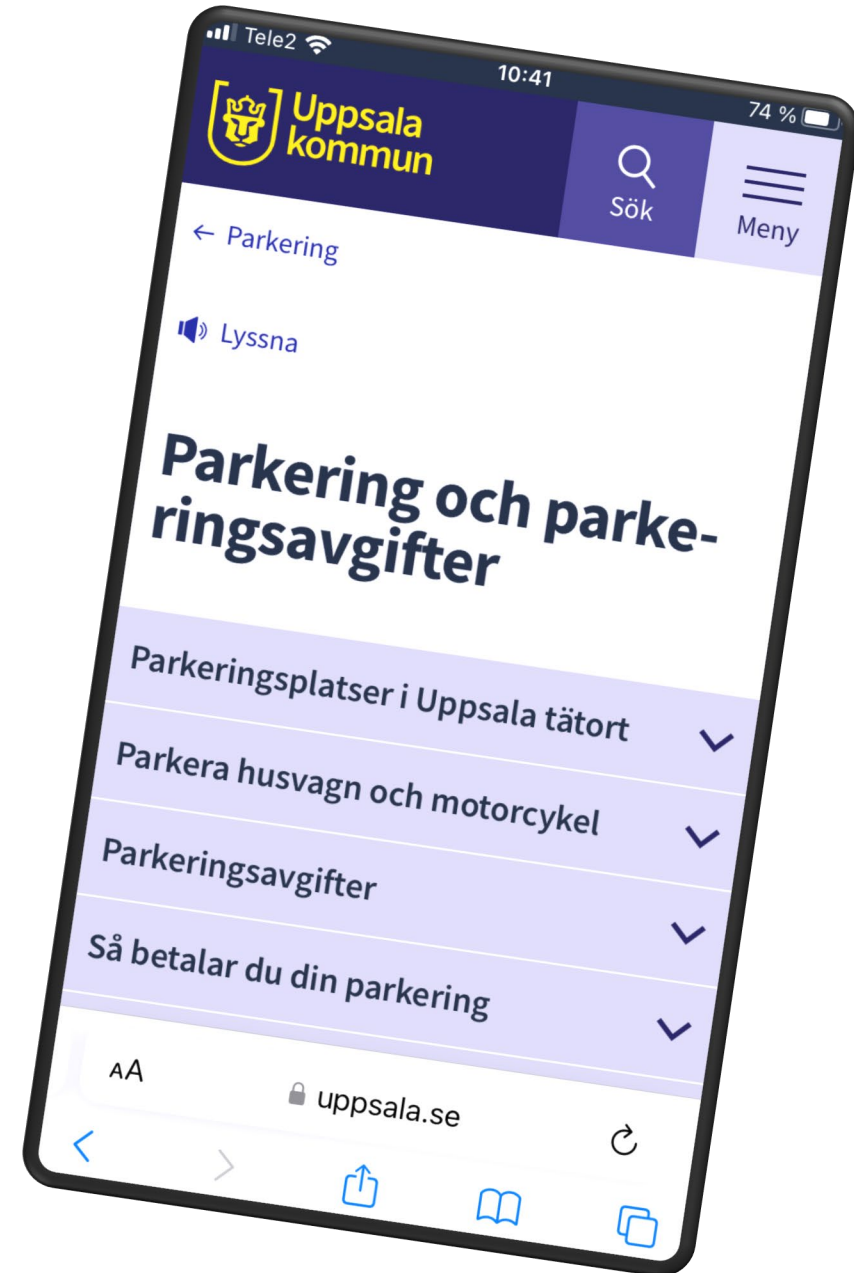 Tele2
10:41
74 %
Uppsala
kommun
Sök
Meny
← Parkering
Lyssna
Parkering och parke-
ringsavgifter
Parkeringsplatser i Uppsala tätort
Parkera husvagn och motorcykel
Parkeringsavgifter
Så betalar du din parkering
AA
uppsala.se